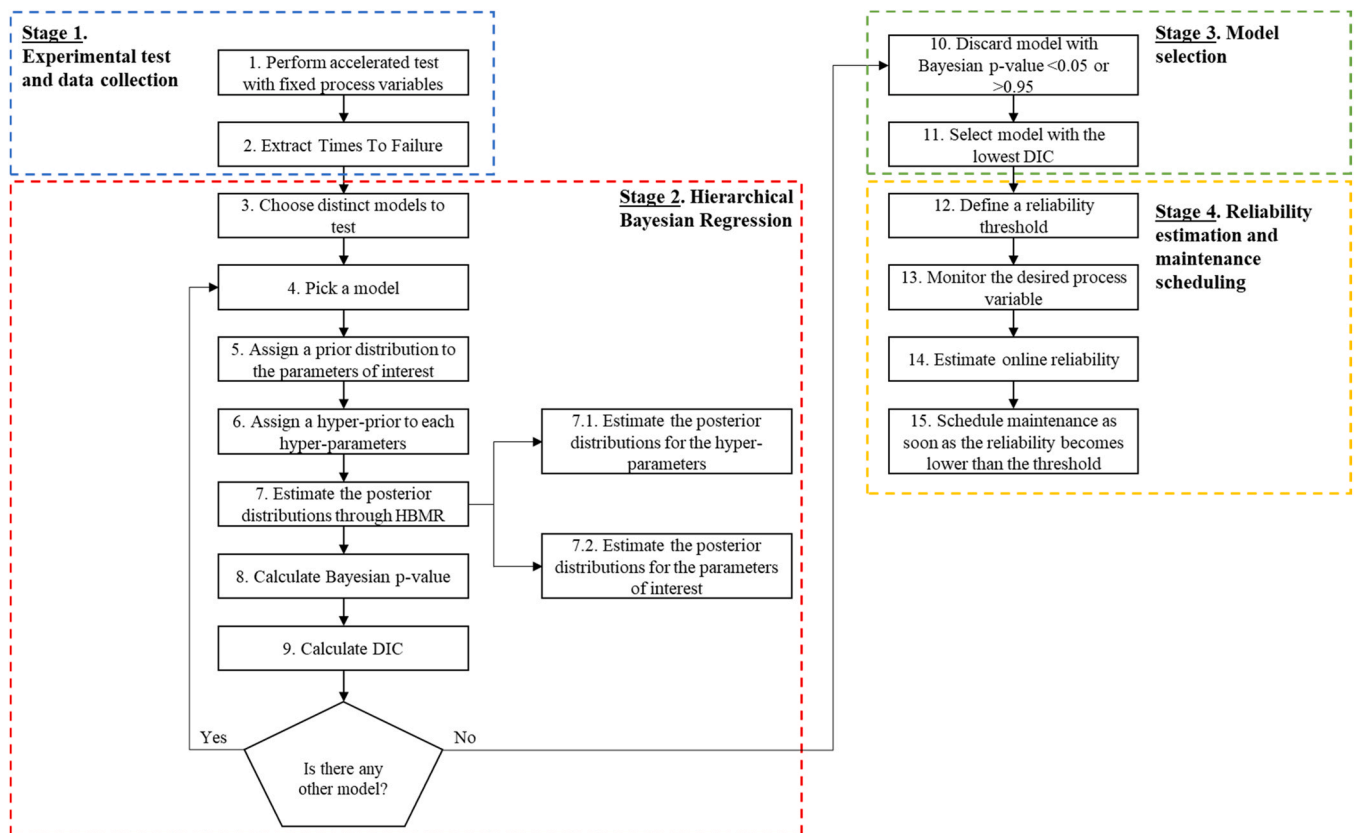 Stage 1.
Experimental test
and data collection
1. Perform accelerated test
with fixed process variables
2. Extract Times To Failure
Stage 2. Hierarchical
Bayesian Regression
3. Choose distinct models to
test
4. Pick a model
5. Assign a prior distribution to
the parameters of interest
6. Assign a hyper-prior to each
hyper-parameters
7. Estimate the posterior
distributions through HBMR
7.1. Estimate the posterior
distributions for the hyper-
parameters
7.2. Estimate the posterior
distributions for the parameters
of interest
8. Calculate Bayesian p-value
9. Calculate DIC
Is there any
other model?
Yes
No
Stage 3. Model
selection
10. Discard model with
Bayesian p-value <0.05 or
>0.95
11. Select model with the
lowest DIC
Stage 4. Reliability
estimation and
maintenance
scheduling
12. Define a reliability
threshold
13. Monitor the desired process
variable
14. Estimate online reliability
15. Schedule maintenance as
soon as the reliability becomes
lower than the threshold